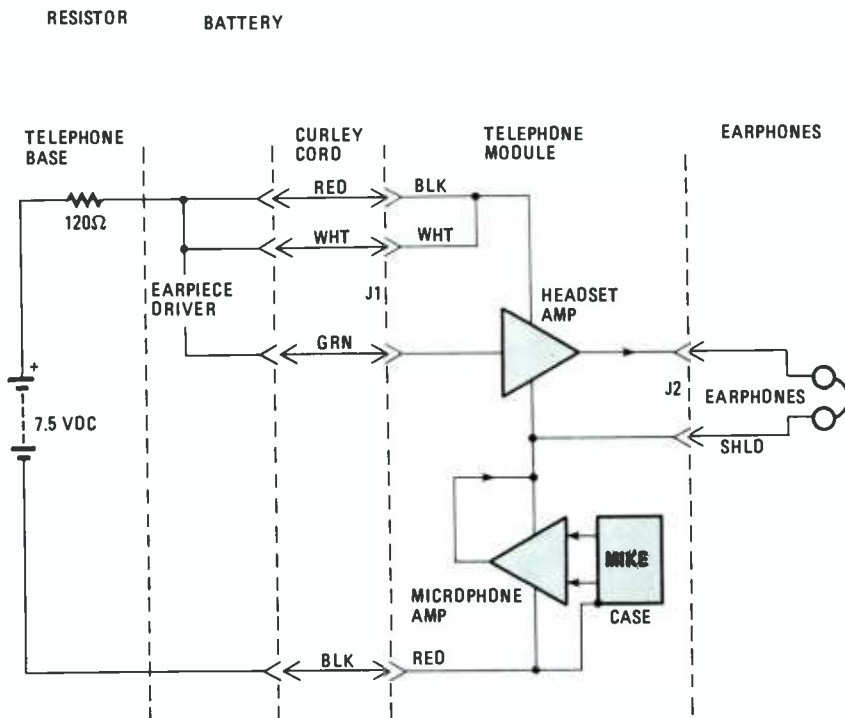 RESISTOR
BATTERY
TELEPHONE
BASE
CURLEY
CORD
TELEPHONE
MODULE
EARPHONES
120Ω
RED
BLK
WHT
WHT
EARPIECE
DRIVER
J1
HEADSET
AMP
GRN
J2
EARPHONES
+
7.5 VDC
SHLD
MIKE
MICROPHONE
AMP
CASE
BLK
RED